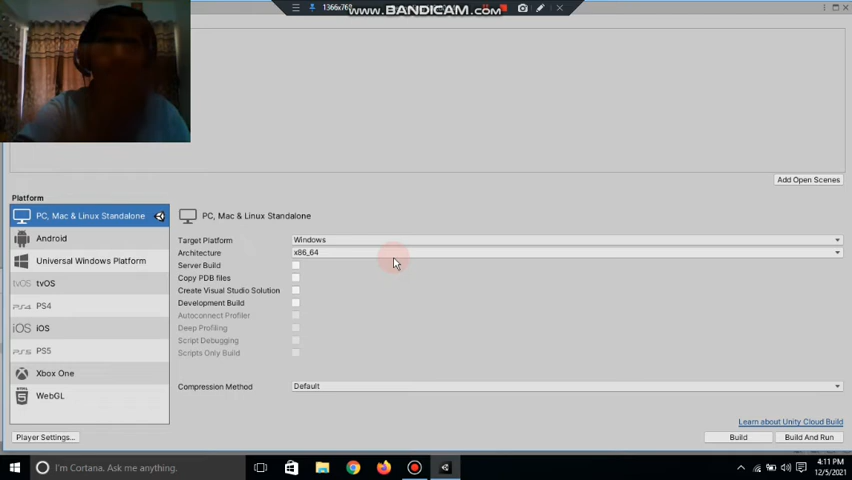 1366x768
WWW.BANDICAM.COM
Add Open Scenes
Platform
PC, Mac & Linux Standalone
Android
Universal Windows Platform
tvOS tvOS
PS4 PS4
iOS iOS
PS5 PS5
Xbox One
WebGL
PC, Mac & Linux Standalone
Target Platform Windows
Architecture x86_64
Server Build
Copy PDB files
Create Visual Studio Solution
Development Build
Autoconnect Profiler
Deep Profiling
Script Debugging
Scripts Only Build
Compression Method Default
Learn about Unity Cloud Build
Player Settings... Build Build And Run
I'm Cortana. Ask me anything. 4:11 PM
12/5/2021